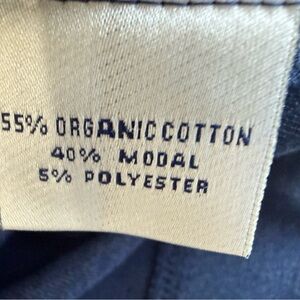 55% ORGANIC COTTON
40% MODAL
5% POLYESTER